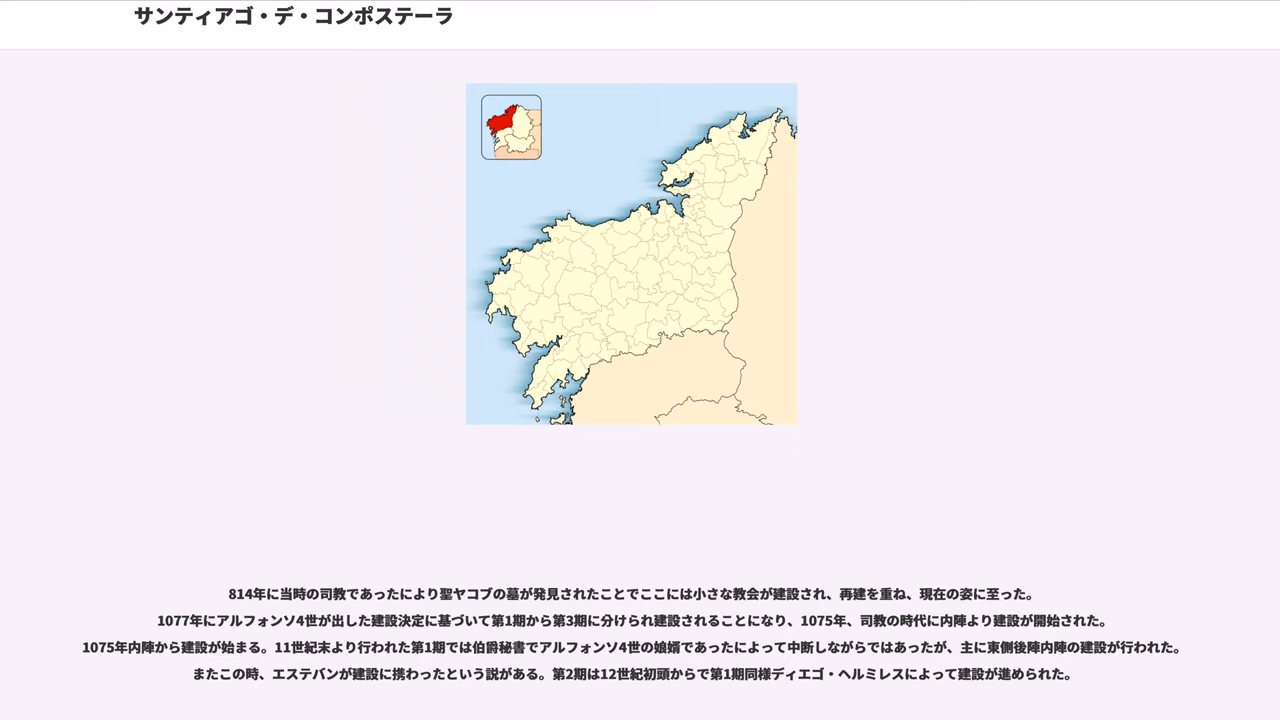 サンティアゴ・デ・コンポステーラ
814年に当時の司教であったにより聖ヤコブの墓が発見されたことでここには小さな教会が建設され、再建を重ね、現在の姿に至った。
1077年にアルフォンソ4世が出した建設決定に基づいて第1期から第3期に分けられ建設されることになり、1075年、司教の時代に内陣より建設が開始された。
1075年内陣から建設が始まる。11世紀末より行われた第1期では伯爵秘書でアルフォンソ4世の娘婿であったによって中断しながらではあったが、主に東側後陣内陣の建設が行われた。
またこの時、エステバンが建設に携わったという説がある。第2期は12世紀初頭からで第1期同様ディエゴ・ヘルミレスによって建設が進められた。